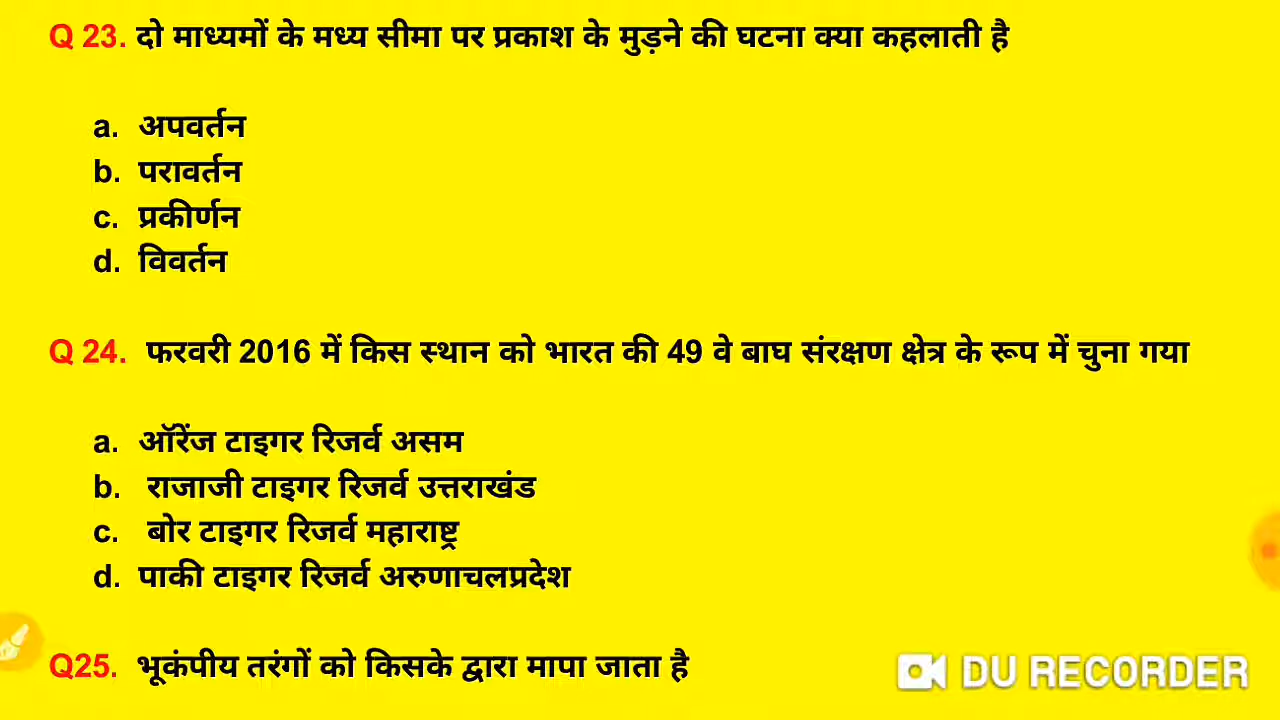 Q 23. दो माध्यमों के मध्य सीमा पर प्रकाश के मुड़ने की घटना क्या कहलाती है
a. अपवर्तन
b. परावर्तन
c. प्रकीर्णन
d. विवर्तन
Q 24. फरवरी 2016 में किस स्थान को भारत की 49 वे बाघ संरक्षण क्षेत्र के रूप में चुना गया
a. ऑरेंज टाइगर रिजर्व असम
b. राजाजी टाइगर रिजर्व उत्तराखंड
c. बोर टाइगर रिजर्व महाराष्ट्र
d. पाकी टाइगर रिजर्व अरुणाचलप्रदेश
Q25. भूकंपीय तरंगों को किसके द्वारा मापा जाता है
DU RECORDER